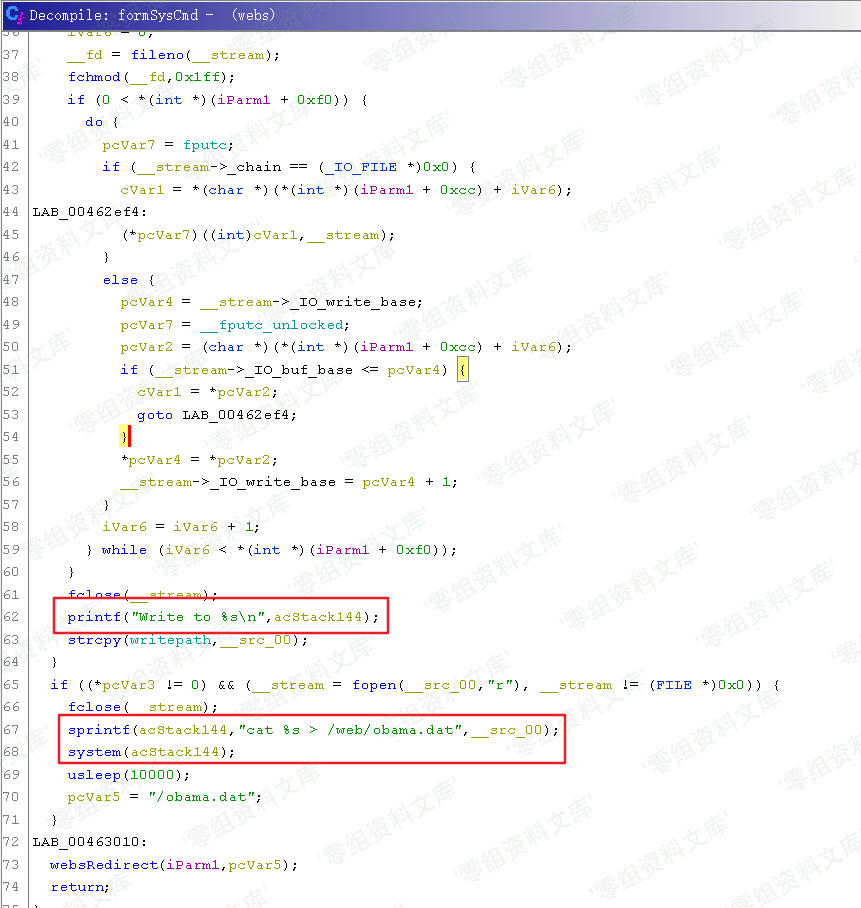 Decompile: formSysCmd - (webs)
36 iVar6 = 0;
37 __fd = fileno(__stream);
38 fchmod(__fd,0x1ff);
39 if (0 < *(int *)(iParm1 + 0xf0)) {
40 do {
41 pcVar7 = fputc;
42 if (__stream->_chain == (_IO_FILE *)0x0) {
43 cVar1 = *(char *)(*(int *)(iParm1 + 0xcc) + iVar6);
44 LAB_00462ef4:
45 (*pcVar7)((int)cVar1,__stream);
46 }
47 else {
48 pcVar4 = __stream->_IO_write_base;
49 pcVar7 = __fputc_unlocked;
50 pcVar2 = (char *)(*(int *)(iParm1 + 0xcc) + iVar6);
51 if (__stream->_IO_buf_base <= pcVar4) {
52 cVar1 = *pcVar2;
53 goto LAB_00462ef4;
54 }
55 *pcVar4 = *pcVar2;
56 __stream->_IO_write_base = pcVar4 + 1;
57 }
58 iVar6 = iVar6 + 1;
59 } while (iVar6 < *(int *)(iParm1 + 0xf0));
60 }
61 fclose(__stream);
62 printf("Write to %s\n",acStack144);
63 strcpy(writepath,__src_00);
64 }
65 if ((*pcVar3 != 0) && (__stream = fopen(__src_00,"r"), __stream != (FILE *)0x0)) {
66 fclose(__stream);
67 sprintf(acStack144,"cat %s > /web/obama.dat",__src_00);
68 system(acStack144);
69 usleep(10000);
70 pcVar5 = "/obama.dat";
71 }
72 LAB_00463010:
73 websRedirect(iParm1,pcVar5);
74 return;
零组资料文库